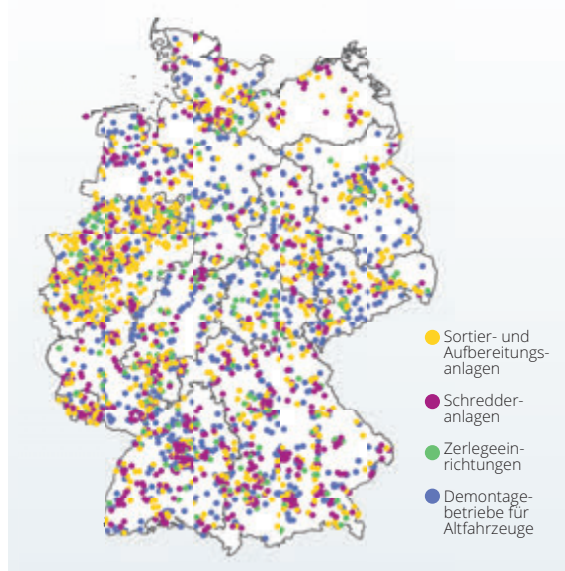 Sortier- und
Aufbereitungs-
anlagen
Schredder-
anlagen
Zerlegeein-
richtungen
Demontage-
betriebe für
Altfahrzeuge